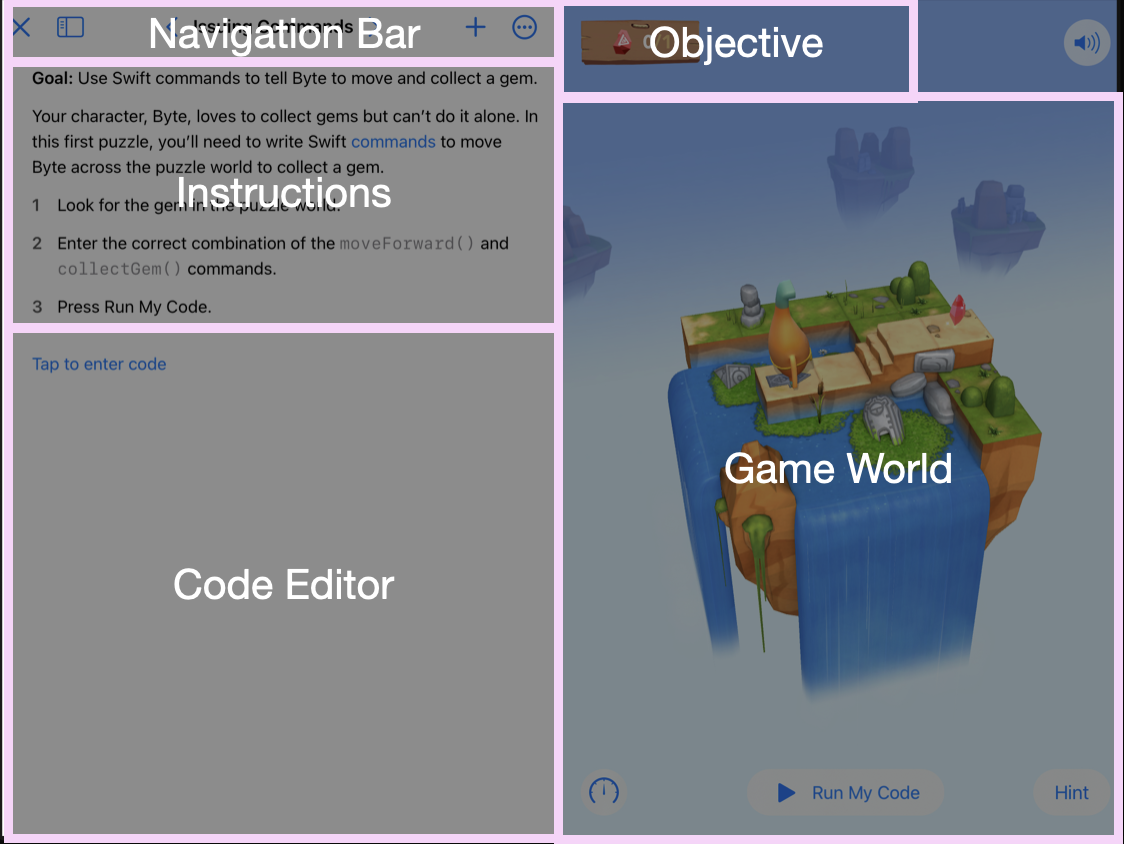 Issuing Commands
Navigation Bar
Objective
Goal: Use Swift commands to tell Byte to move and collect a gem.
Your character, Byte, loves to collect gems but can’t do it alone. In
this first puzzle, you’ll need to write Swift commands to move
Byte across the puzzle world to collect a gem.
Instructions
1 Look for the gem in the puzzle world.
2 Enter the correct combination of the moveForward() and
collectGem() commands.
3 Press Run My Code.
Tap to enter code
Code Editor
Game World
Run My Code
Hint